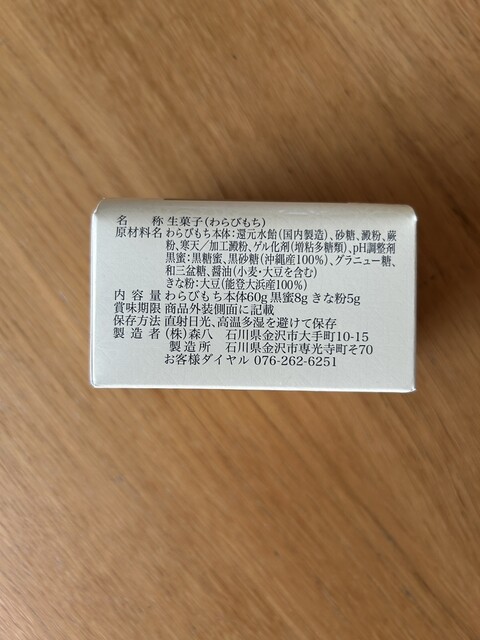 名　　称 生菓子(わらびもち)
原材料名 わらびもち本体:還元水飴(国内製造)、砂糖、澱粉、蕨
粉、寒天/加工澱粉、ゲル化剤(増粘多糖類)、pH調整剤
黒蜜:黒糖蜜、黒砂糖(沖縄産100%)、グラニュー糖、
和三盆糖、醤油(小麦・大豆を含む)
きな粉:大豆(能登大浜産100%)
内 容 量 わらびもち本体60g 黒蜜8g きな粉5g
賞味期限 商品外装側面に記載
保存方法 直射日光、高温多湿を避けて保存
製 造 者 (株)森八　石川県金沢市大手町10-15
製 造 所　石川県金沢市専光寺町そ70
お客様ダイヤル 076-262-6251